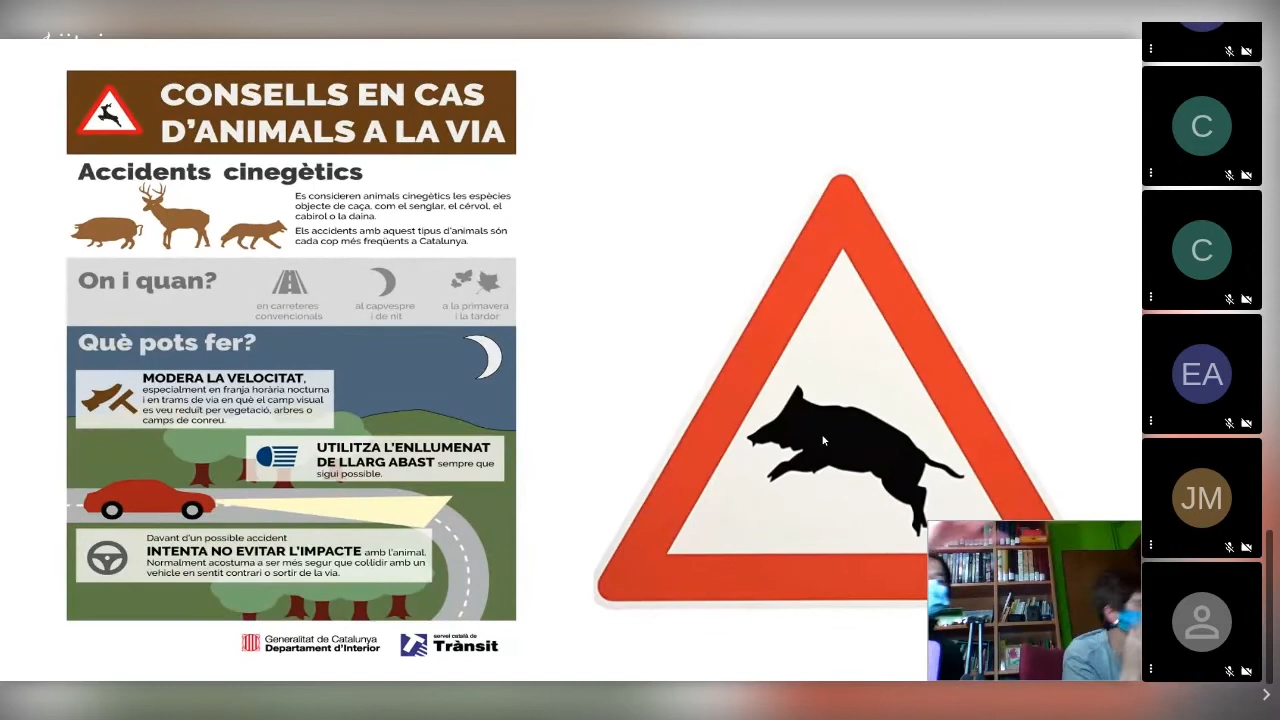 CONSELLS EN CAS
D'ANIMALS A LA VIA
Accidents cinegètics
Es consideren animals cinegètics les espècies
objecte de caça, com el senglar, el cérvol, el
cabirol o la daina.
Els accidents amb aquest tipus d'animals són
cada cop més freqüents a Catalunya.
On i quan?
en carreteres
convencionals
al capvespre
i de nit
a la primavera
i la tardor
Què pots fer?
MODERA LA VELOCITAT,
especialment en franja horària nocturna
i en trams de via en què el camp visual
es veu reduït per vegetació, arbres o
camps de conreu.
UTILITZA L'ENLLUMENAT
DE LLARG ABAST sempre que
sigui possible.
Davant d'un possible accident
INTENTA NO EVITAR L'IMPACTE amb l'animal.
Normalment acostuma a ser més segur que collidir amb un
vehicle en sentit contrari o sortir de la via.
Generalitat de Catalunya
Departament d'Interior
servei català de
Trànsit
C
C
EA
JM